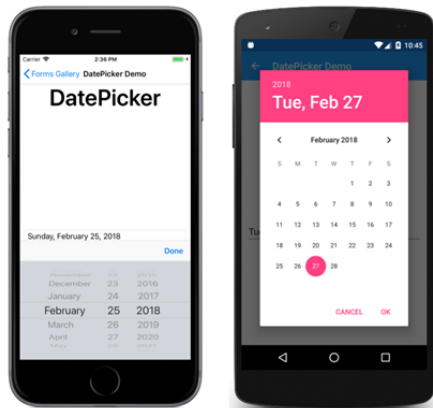 Carrier 2:36 PM
Forms Gallery DatePicker Demo
DatePicker
Sunday, February 25, 2018
Done
December 23 2016
January 24 2017
February 25 2018
March 26 2019
April 27 2020
10:45
DatePicker Demo
2018
Tue, Feb 27
February 2018
S M T W T F S
1 2 3
4 5 6 7 8 9 10
11 12 13 14 15 16 17
18 19 20 21 22 23 24
25 26 27 28
CANCEL OK